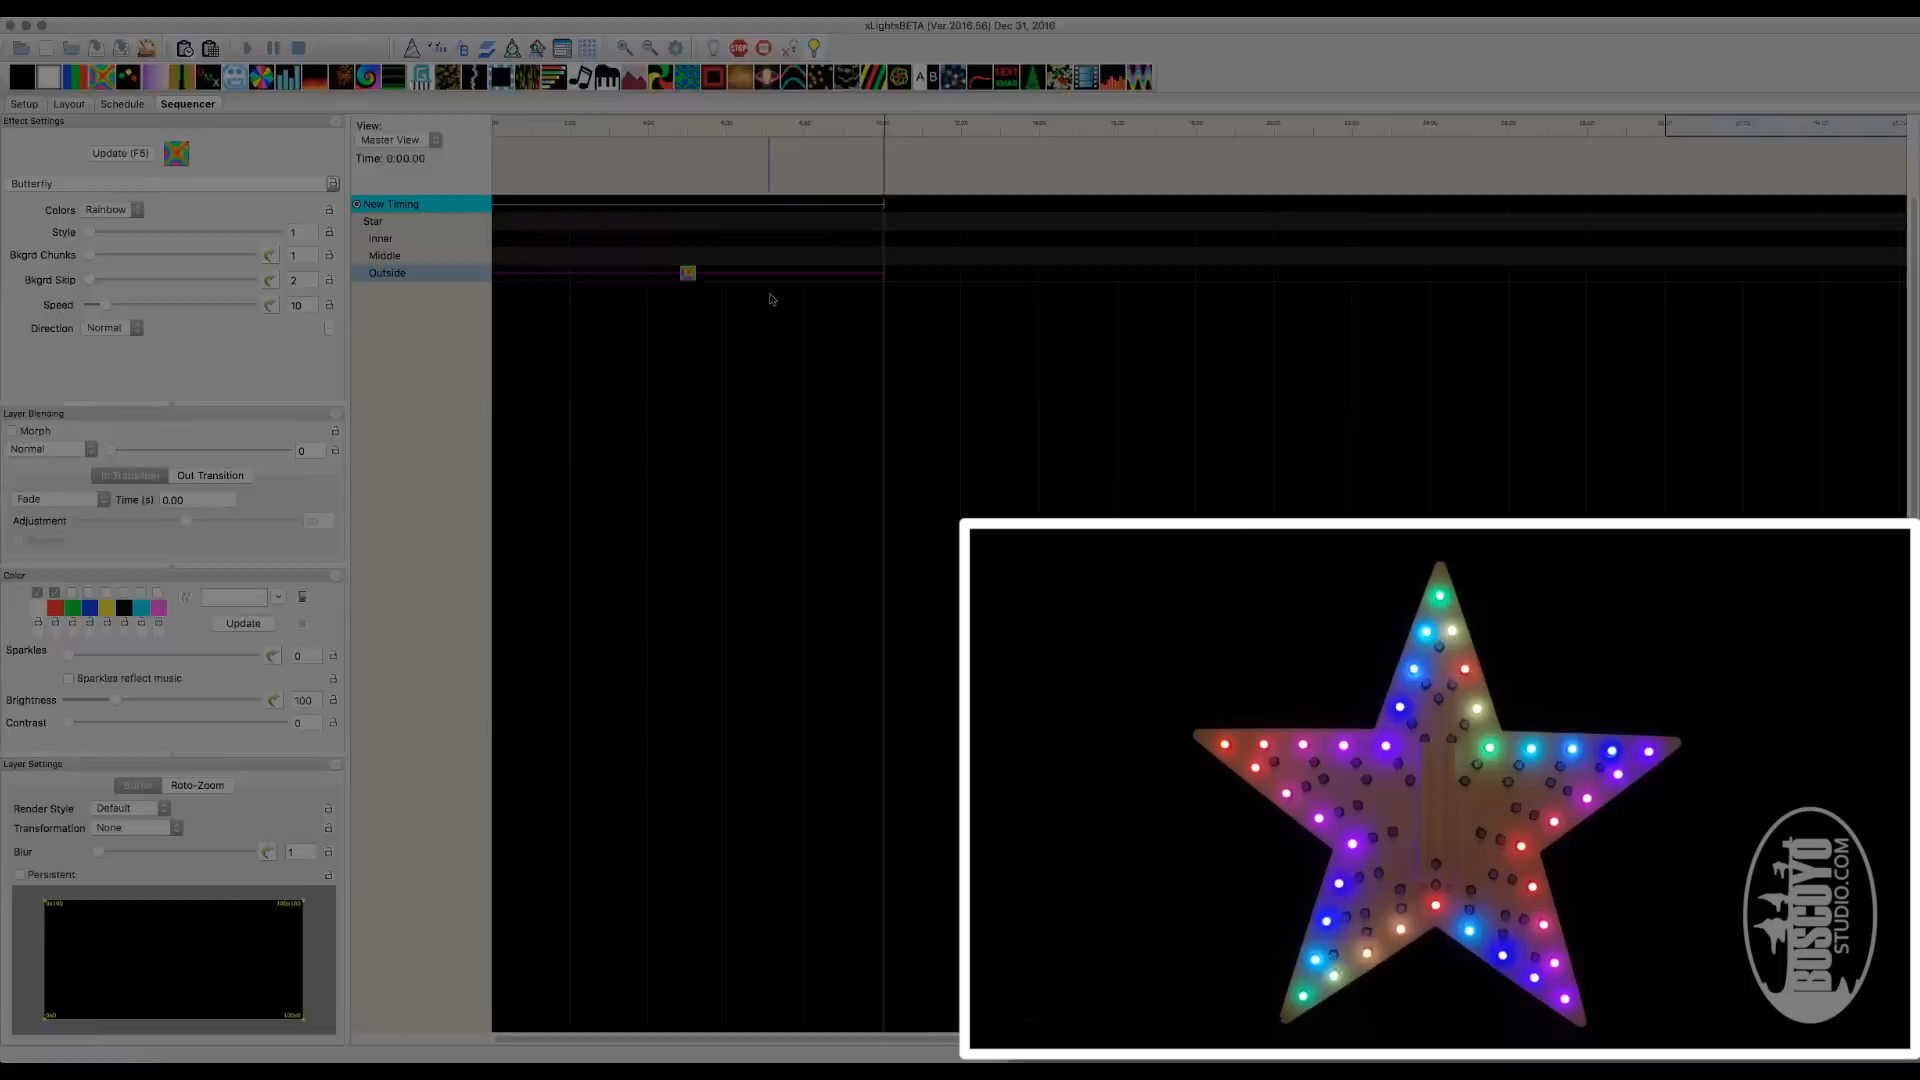 xLightsBETA (Ver 2016.56) Dec 31, 2016
Setup
Layout
Schedule
Sequencer
Effect Settings
Update (F5)
Butterfly
Colors
Rainbow
Style
1
Bkgrd Chunks
1
Bkgrd Skip
2
Speed
10
Direction
Normal
View:
Master View
Time: 0:00.00
New Timing
Star
Inner
Middle
Outside
Layer Blending
Morph
Normal
0
In Transition
Out Transition
Fade
Time (s)
0.00
Adjustment
Color
Update
Sparkles
0
Sparkles reflect music
Brightness
100
Contrast
0
Layer Settings
Buffer
Roto-Zoom
Render Style
Default
Transformation
None
Blur
1
Persistent
BOSCOYO
STUDIO.COM